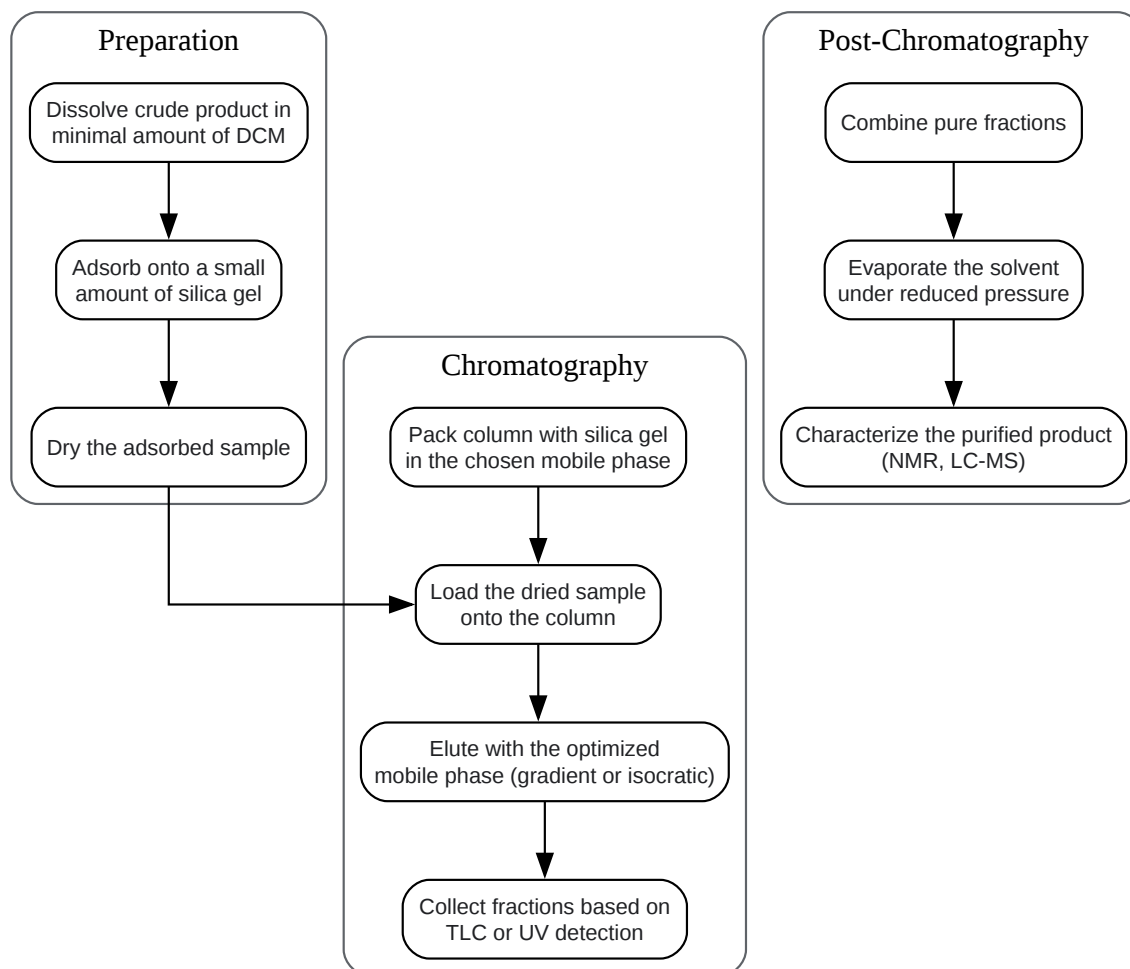 Preparation
Dissolve crude product in
minimal amount of DCM
Adsorb onto a small
amount of silica gel
Dry the adsorbed sample
Chromatography
Pack column with silica gel
in the chosen mobile phase
Load the dried sample
onto the column
Elute with the optimized
mobile phase (gradient or isocratic)
Collect fractions based on
TLC or UV detection
Post-Chromatography
Combine pure fractions
Evaporate the solvent
under reduced pressure
Characterize the purified product
(NMR, LC-MS)